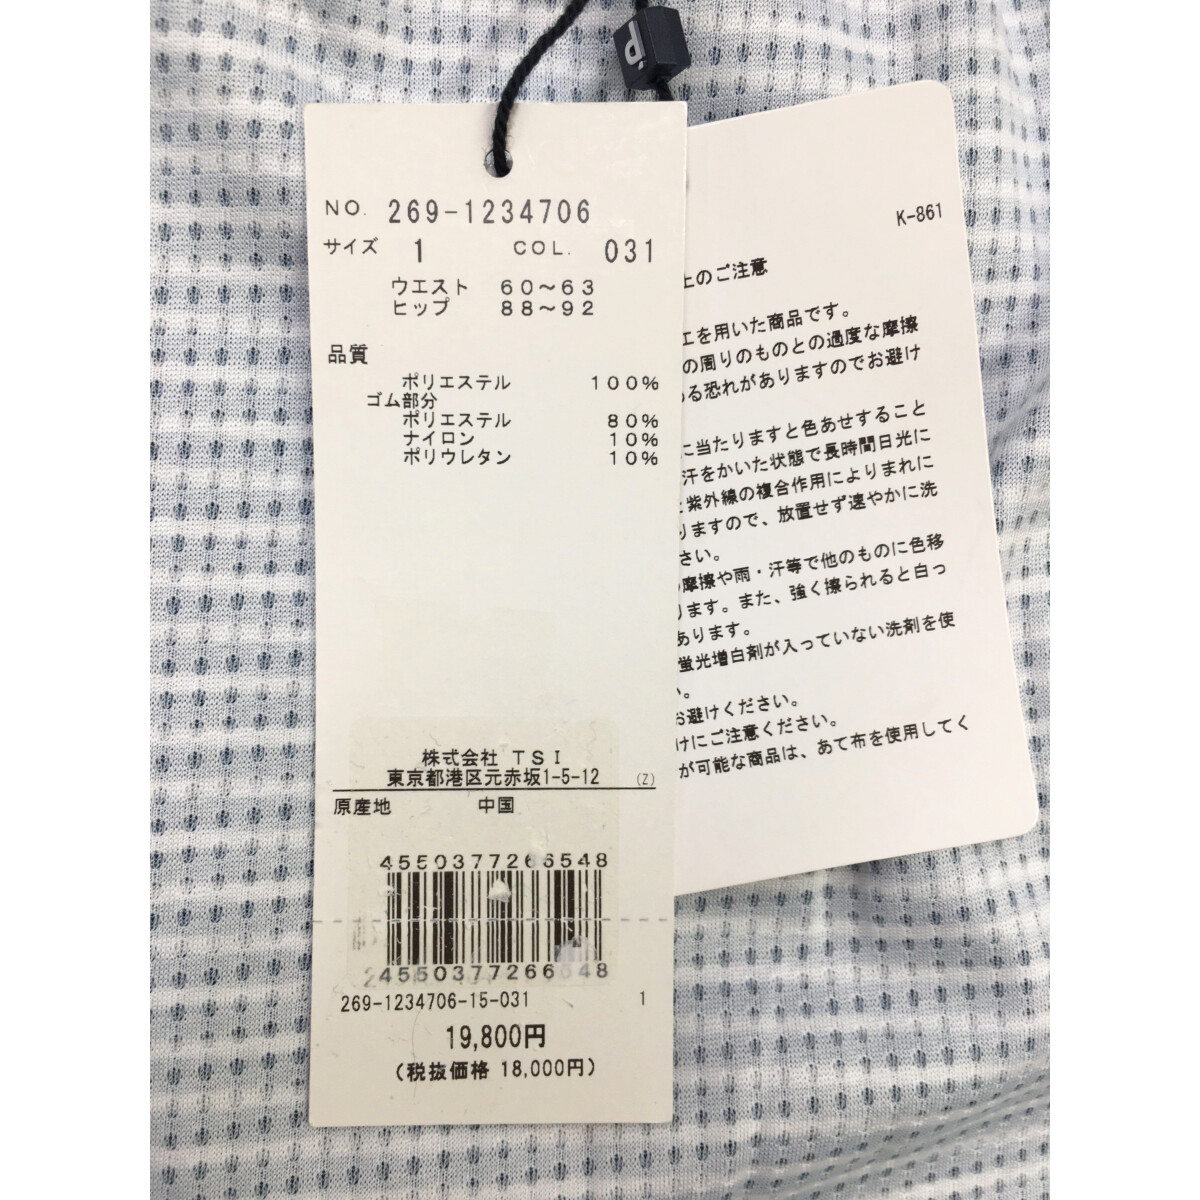 P.
NO. 269-1234706
サイズ 1 COL. 031
ウエスト 60～63
ヒップ 88～92
品質
ポリエステル 100%
ゴム部分
ポリエステル 80%
ナイロン 10%
ポリウレタン 10%
株式会社 TSI
東京都港区元赤坂1-5-12 (Z)
原産地 中国
4550377266548
4550377266548
269-1234706-15-031 1
19,800円
(税抜価格 18,000円)
K-861
上のご注意
工を用いた商品です。
の周りのものとの過度な摩擦
る恐れがありますのでお避け
に当たりますと色あせすること
汗をかいた状態で長時間日光に
と紫外線の複合作用によりまれに
りますので、放置せず速やかに洗
さい。
摩擦や雨・汗等で他のものに色移
ります。また、強く擦られると白っ
あります。
蛍光増白剤が入っていない洗剤を使
い。
お避けください。
けにご注意ください。
が可能な商品は、あて布を使用してく